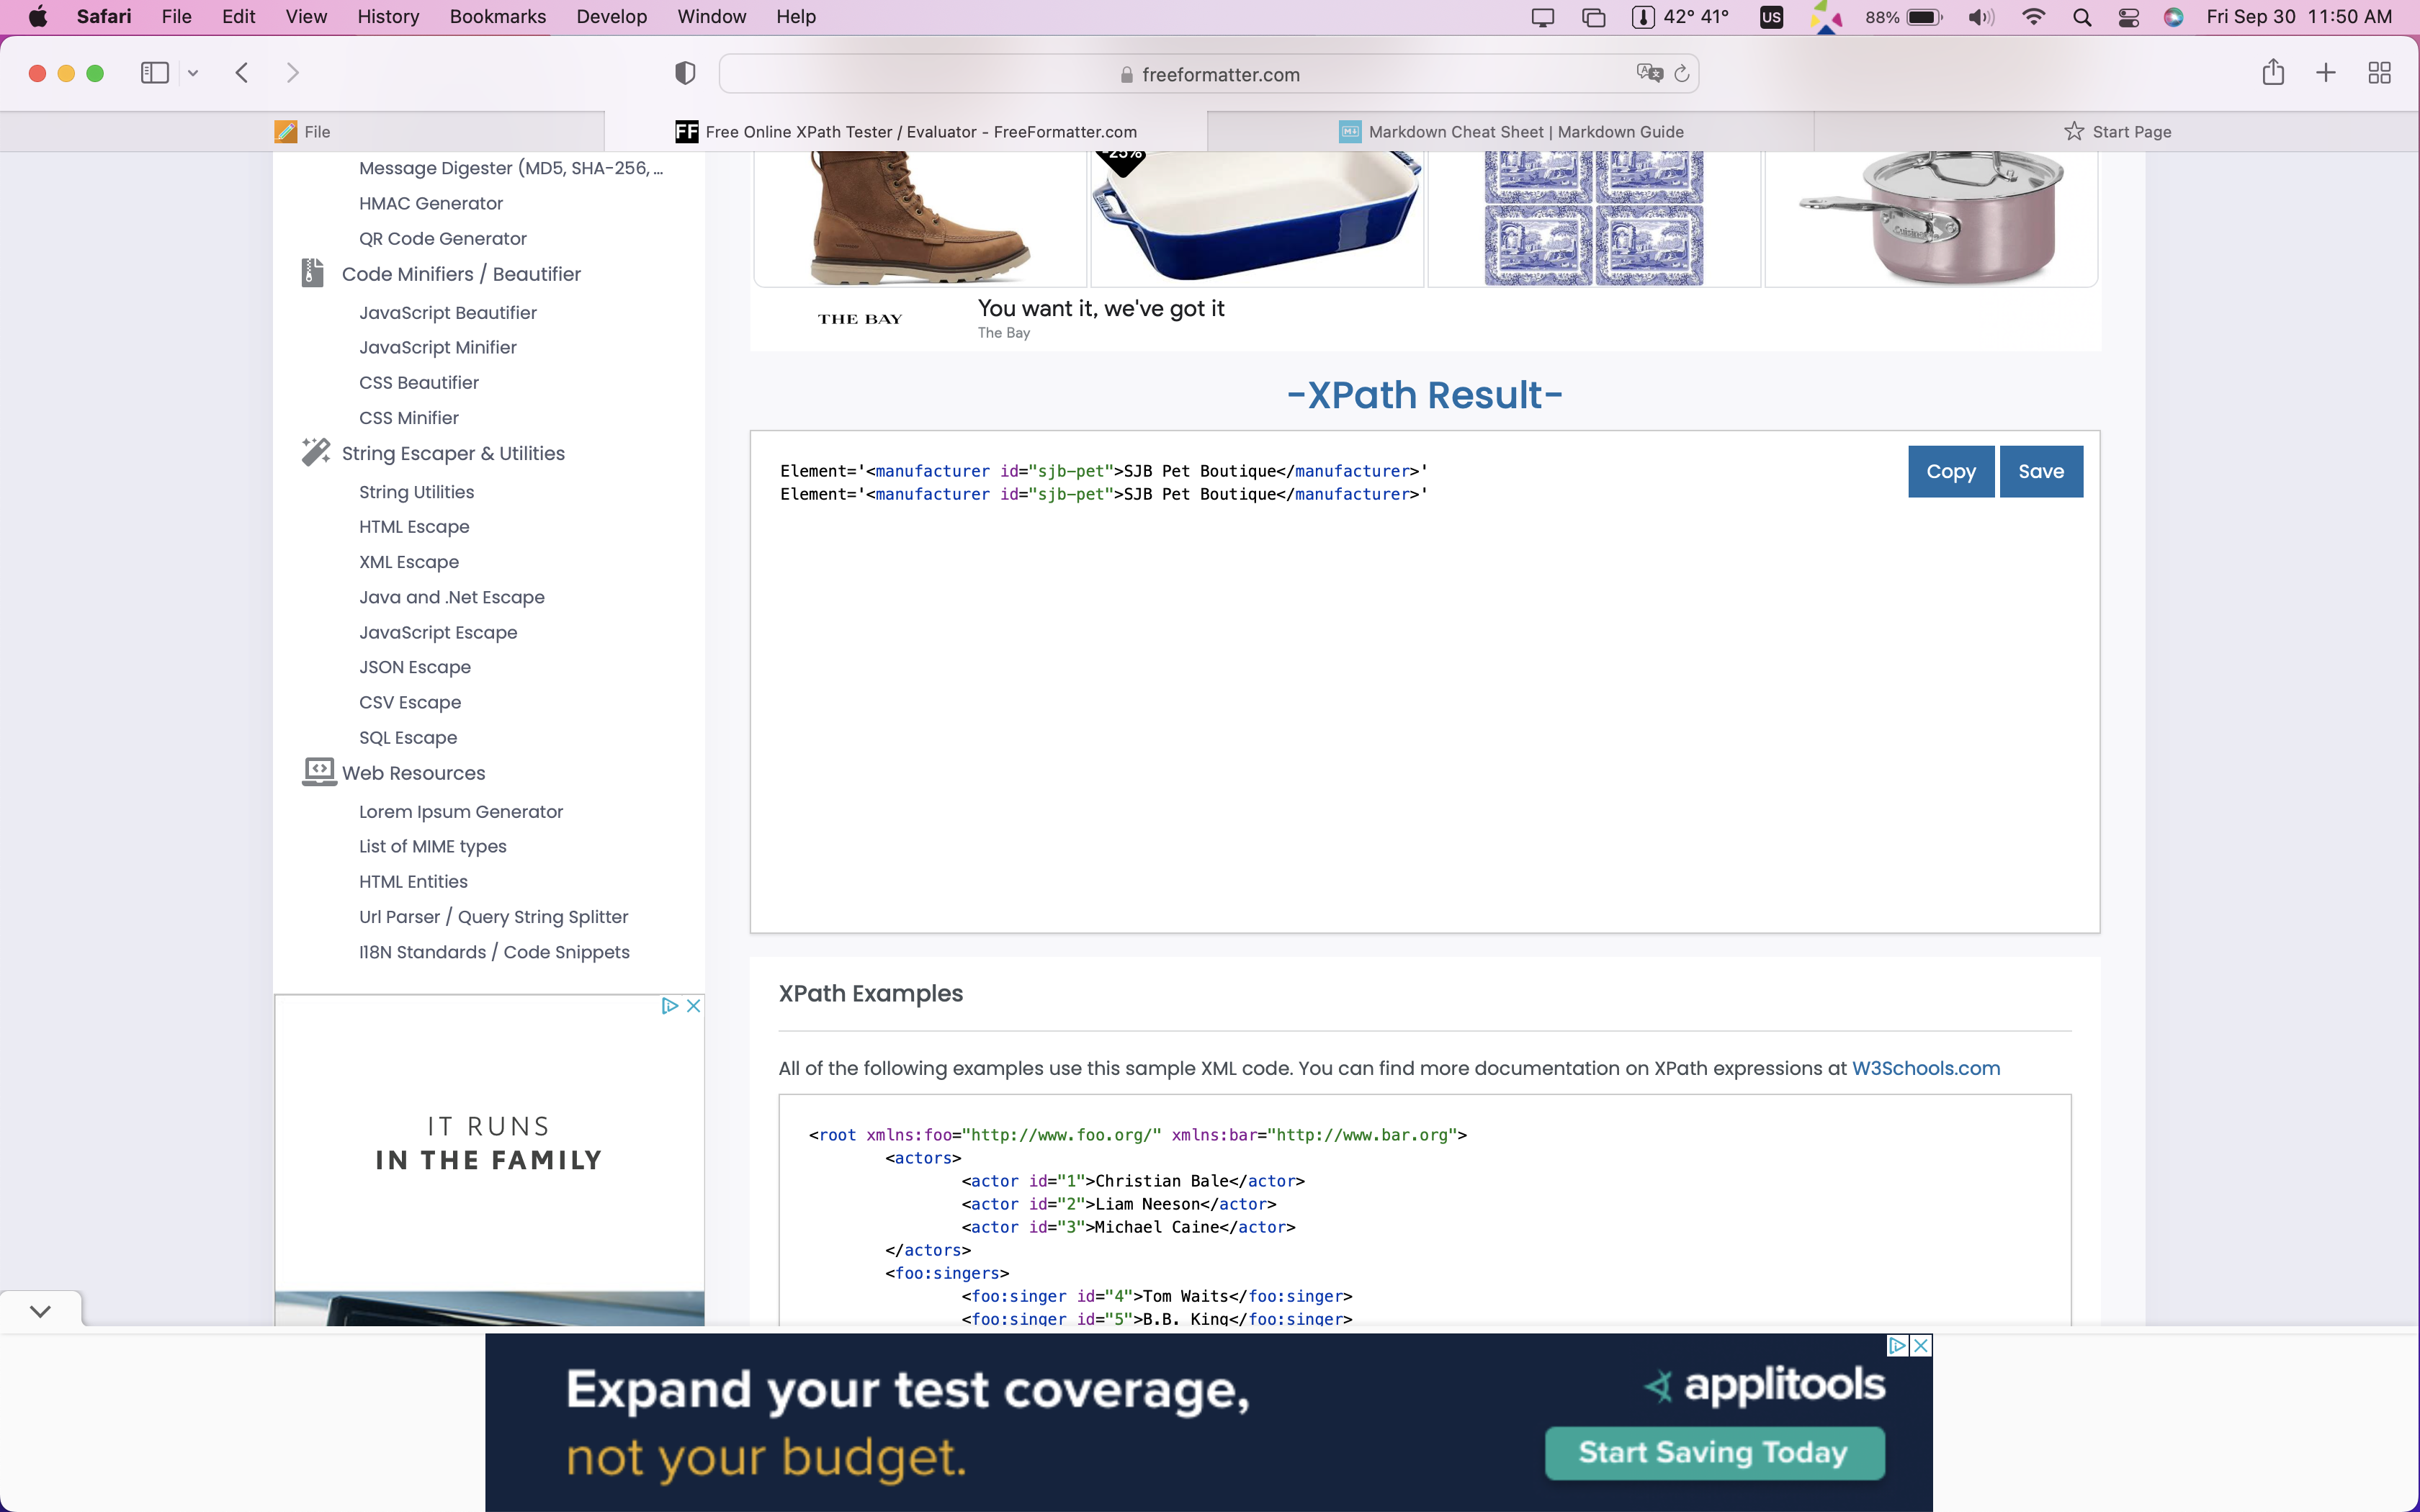 Safari File Edit View History Bookmarks Develop Window Help 42° 41° US 88% Fri Sep 30 11:50 AM
freeformatter.com
File
FF Free Online XPath Tester / Evaluator - FreeFormatter.com
Markdown Cheat Sheet | Markdown Guide
Start Page
Message Digester (MD5, SHA-256, ...
HMAC Generator
QR Code Generator
Code Minifiers / Beautifier
JavaScript Beautifier
JavaScript Minifier
CSS Beautifier
CSS Minifier
String Escaper & Utilities
String Utilities
HTML Escape
XML Escape
Java and .Net Escape
JavaScript Escape
JSON Escape
CSV Escape
SQL Escape
Web Resources
Lorem Ipsum Generator
List of MIME types
HTML Entities
Url Parser / Query String Splitter
I18N Standards / Code Snippets
IT RUNS
IN THE FAMILY
-25%
THE BAY
You want it, we've got it
The Bay
-XPath Result-
Copy Save
Element='<manufacturer id="sjb-pet">SJB Pet Boutique</manufacturer>'
Element='<manufacturer id="sjb-pet">SJB Pet Boutique</manufacturer>'
XPath Examples
All of the following examples use this sample XML code. You can find more documentation on XPath expressions at W3Schools.com
<root xmlns:foo="http://www.foo.org/" xmlns:bar="http://www.bar.org">
<actors>
<actor id="1">Christian Bale</actor>
<actor id="2">Liam Neeson</actor>
<actor id="3">Michael Caine</actor>
</actors>
<foo:singers>
<foo:singer id="4">Tom Waits</foo:singer>
<foo:singer id="5">B.B. King</foo:singer>
Expand your test coverage,
not your budget.
applitools
Start Saving Today